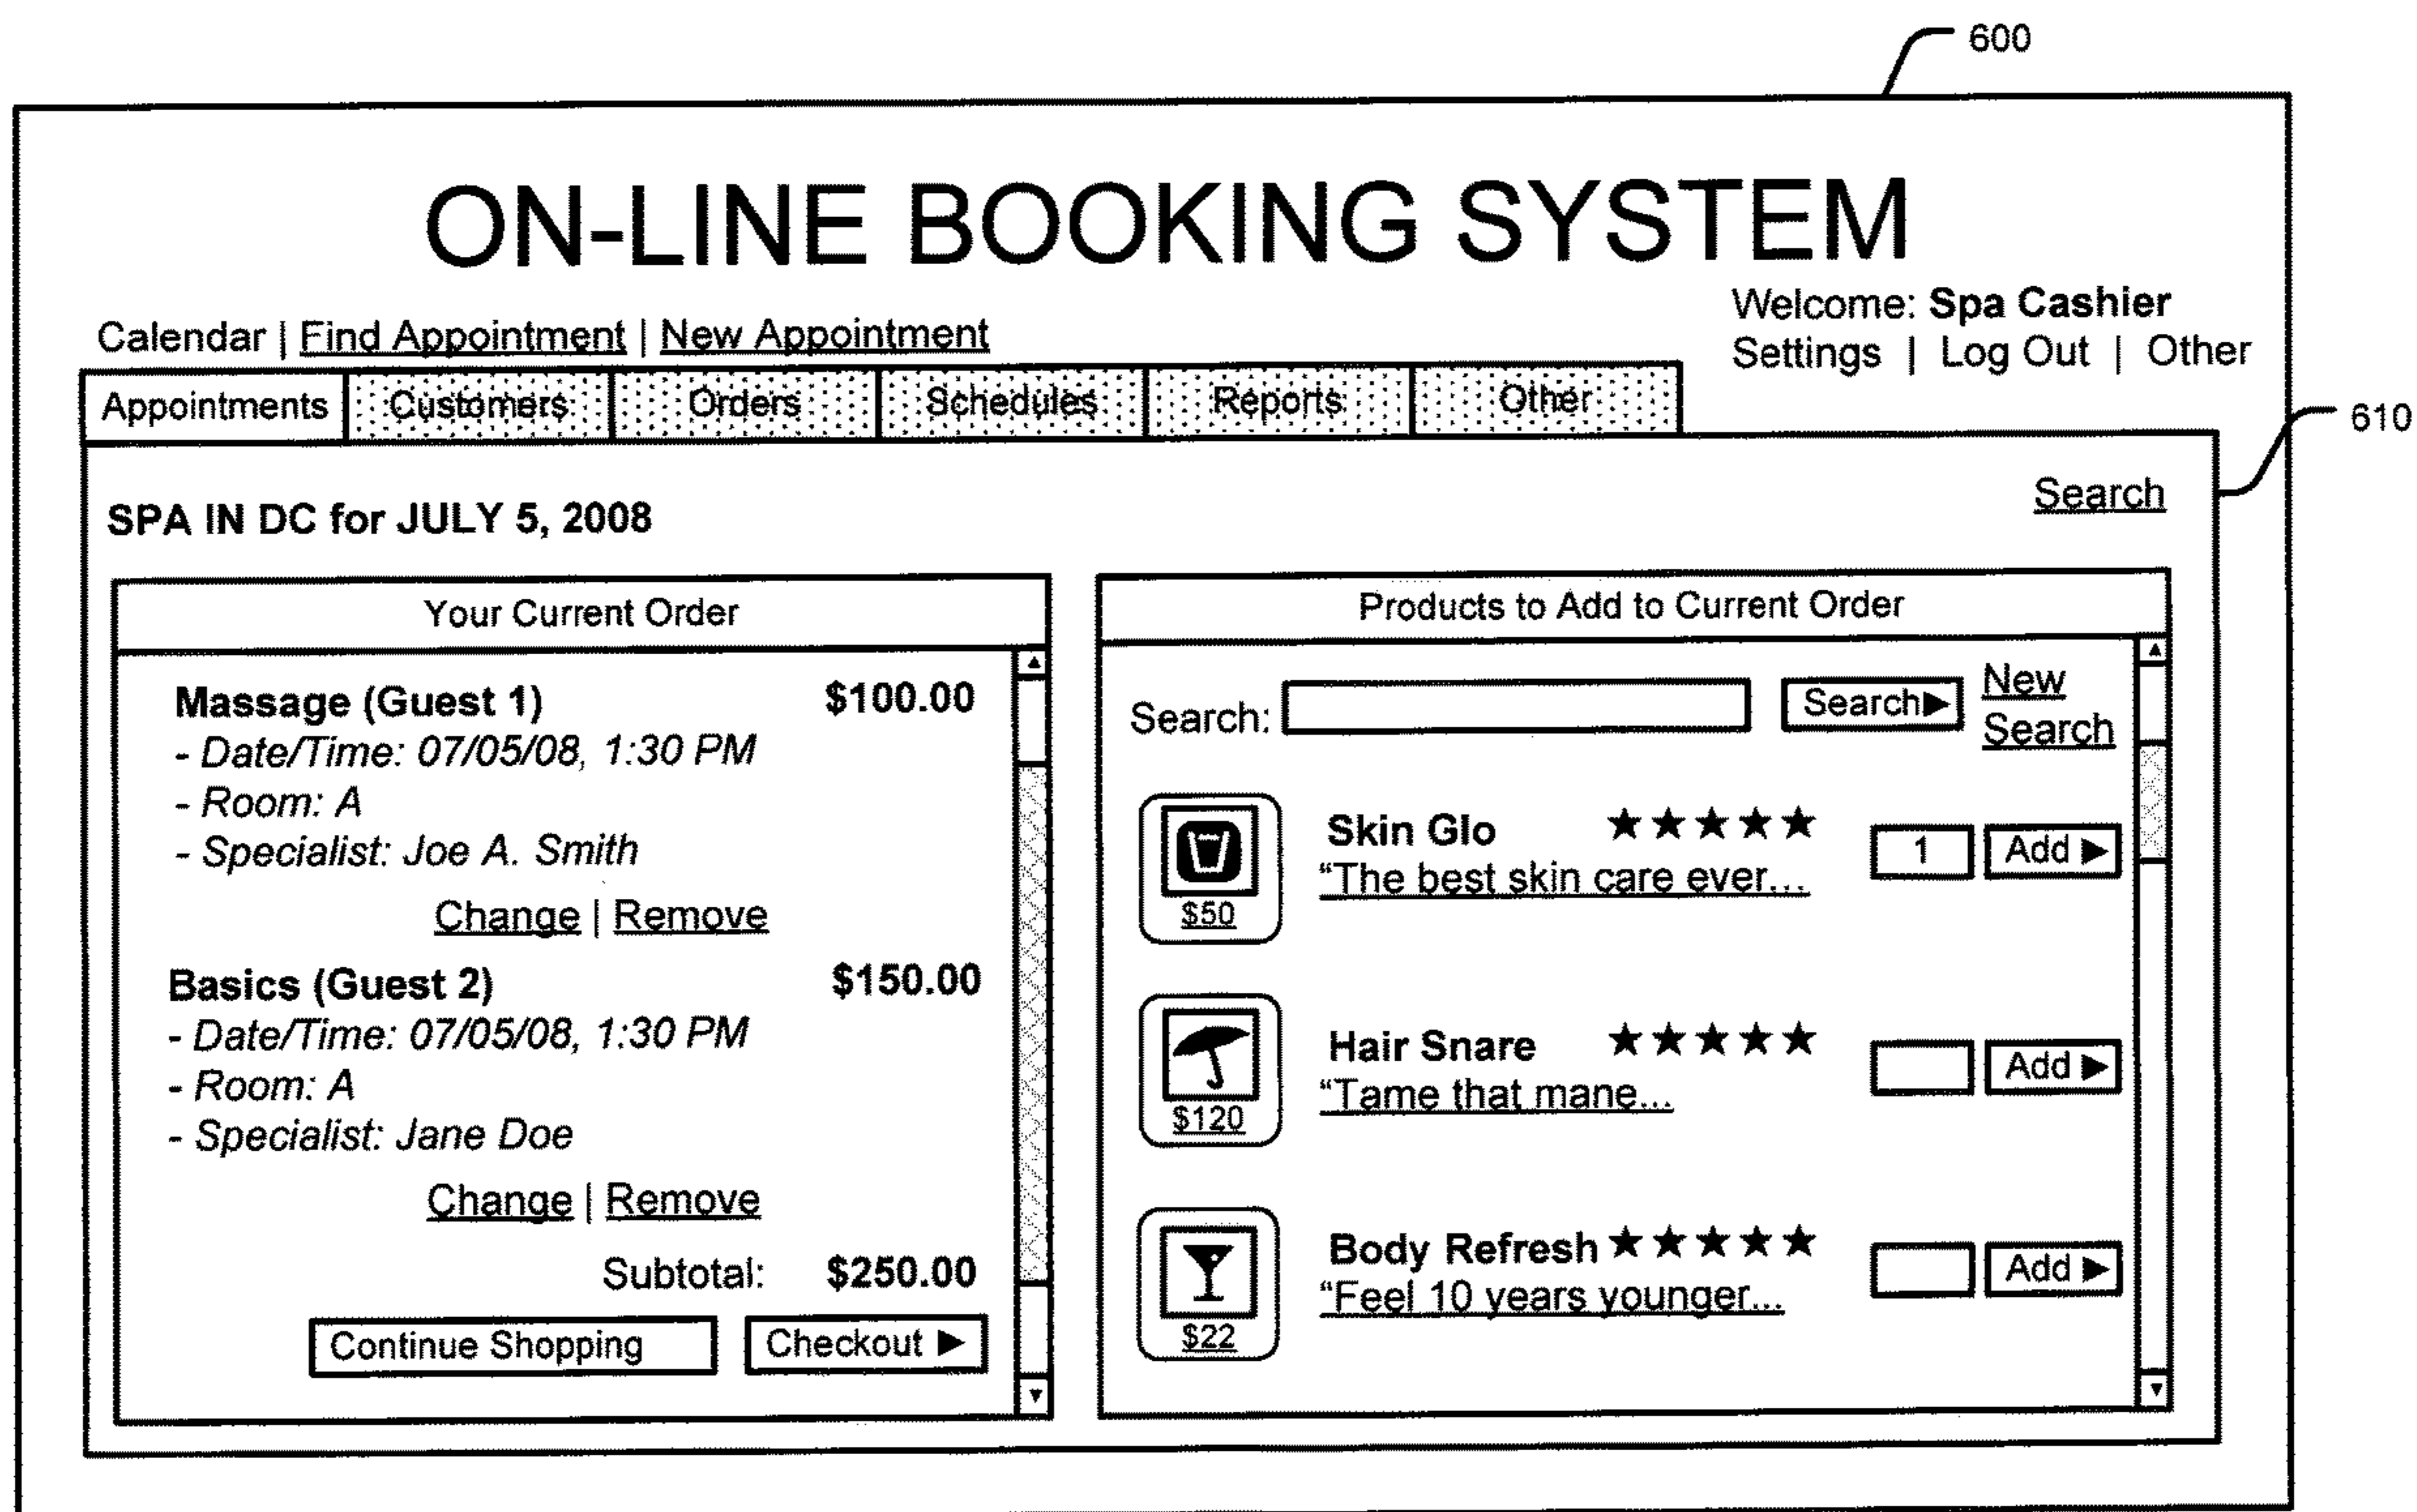 600
ON-LINE BOOKING SYSTEM
Welcome: Spa Cashier
Calendar | Find Appointment | New Appointment
Settings | Log Out | Other
Appointments Customers Orders Schedules Reports Other
610
Search
SPA IN DC for JULY 5, 2008
Your Current Order
Massage (Guest 1) $100.00
- Date/Time: 07/05/08, 1:30 PM
- Room: A
- Specialist: Joe A. Smith
Change | Remove
Basics (Guest 2) $150.00
- Date/Time: 07/05/08, 1:30 PM
- Room: A
- Specialist: Jane Doe
Change | Remove
Subtotal: $250.00
Continue Shopping Checkout ►
Products to Add to Current Order
Search: Search► New
Search
Skin Glo ★★★★★
1 Add ►
“The best skin care ever...
$50
Hair Snare ★★★★★
Add ►
“Tame that mane...
$120
Body Refresh ★★★★★
Add ►
“Feel 10 years younger...
$22